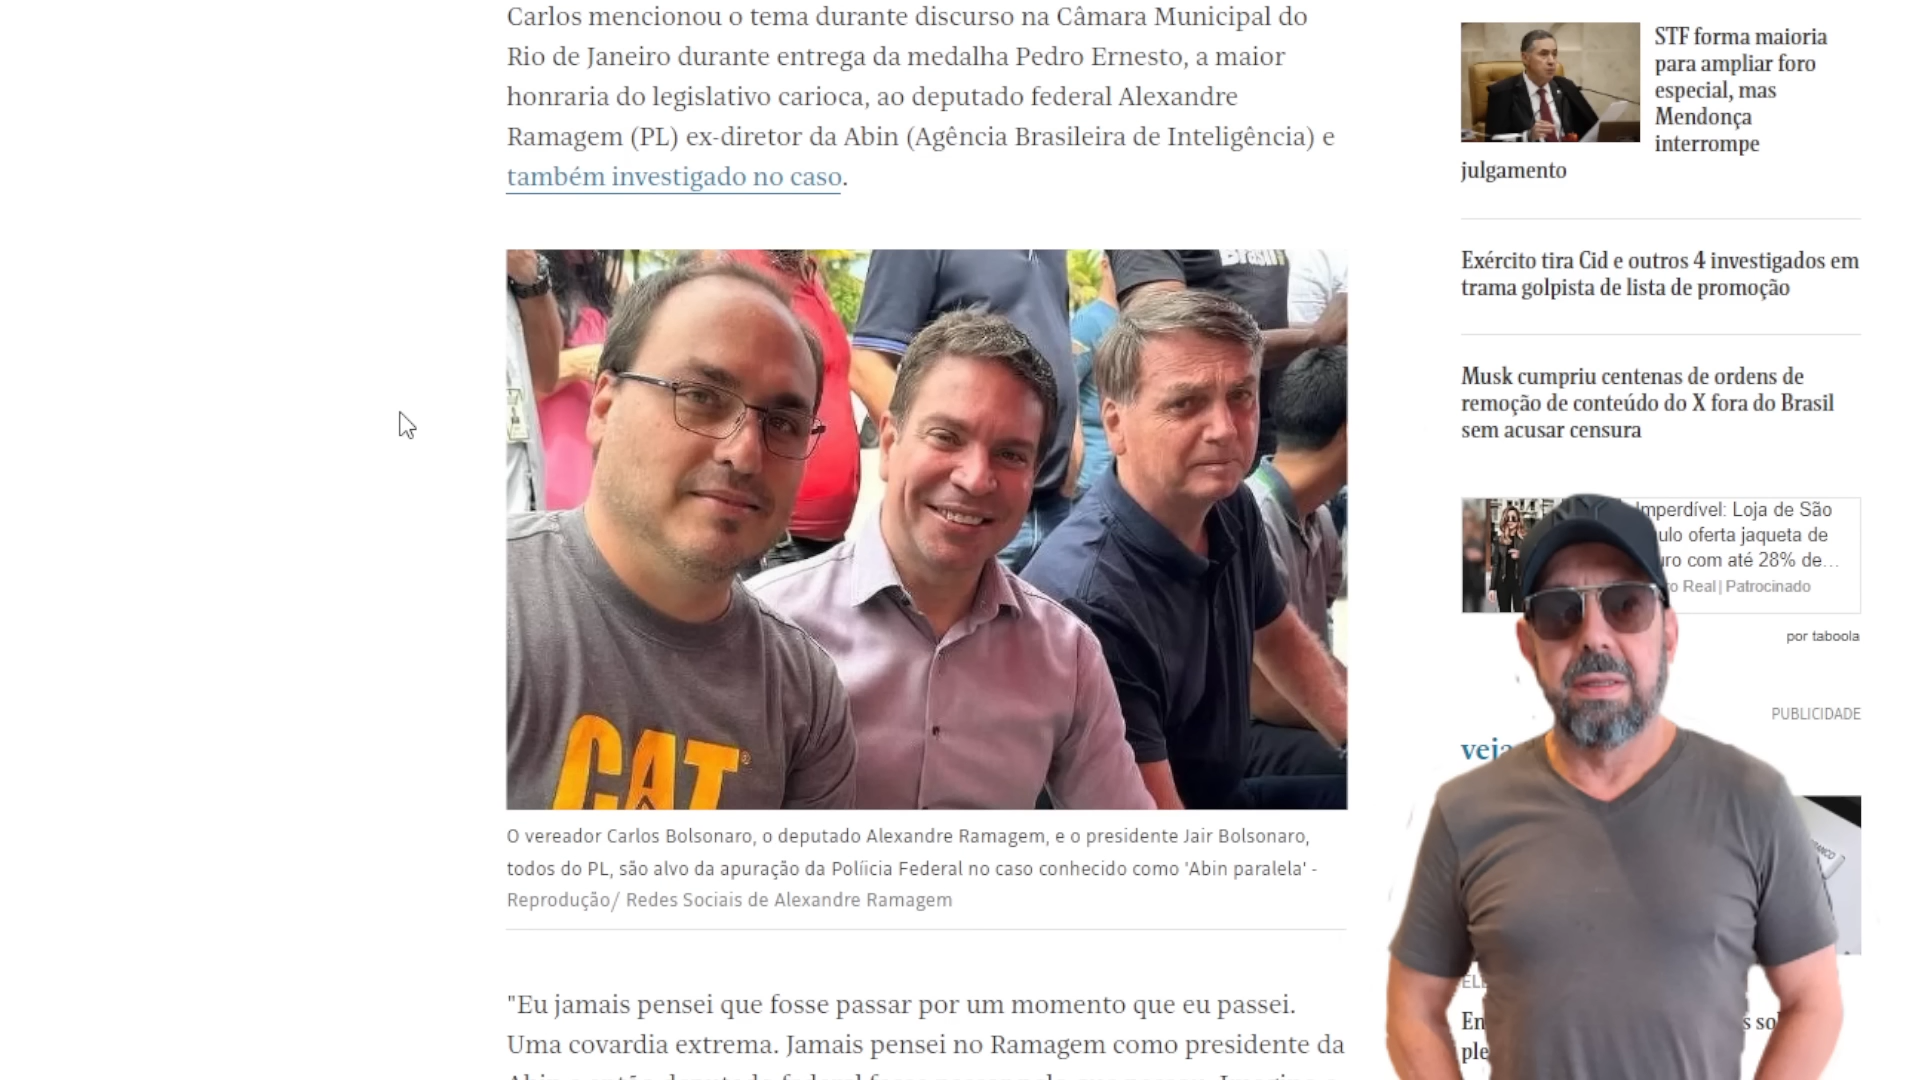 Carlos mencionou o tema durante discurso na Câmara Municipal do
Rio de Janeiro durante entrega da medalha Pedro Ernesto, a maior
honraria do legislativo carioca, ao deputado federal Alexandre
Ramagem (PL) ex-diretor da Abin (Agência Brasileira de Inteligência) e
também investigado no caso.
CAT
O vereador Carlos Bolsonaro, o deputado Alexandre Ramagem, e o presidente Jair Bolsonaro,
todos do PL, são alvo da apuração da Políicia Federal no caso conhecido como 'Abin paralela' -
Reprodução/ Redes Sociais de Alexandre Ramagem
"Eu jamais pensei que fosse passar por um momento que eu passei.
Uma covardia extrema. Jamais pensei no Ramagem como presidente da
STF forma maioria
para ampliar foro
especial, mas
Mendonça
interrompe
julgamento
Exército tira Cid e outros 4 investigados em
trama golpista de lista de promoção
Musk cumpriu centenas de ordens de
remoção de conteúdo do X fora do Brasil
sem acusar censura
Imperdível: Loja de São
ulo oferta jaqueta de
uro com até 28% de...
o Real | Patrocinado
por taboola
PUBLICIDADE
veja
En
ple